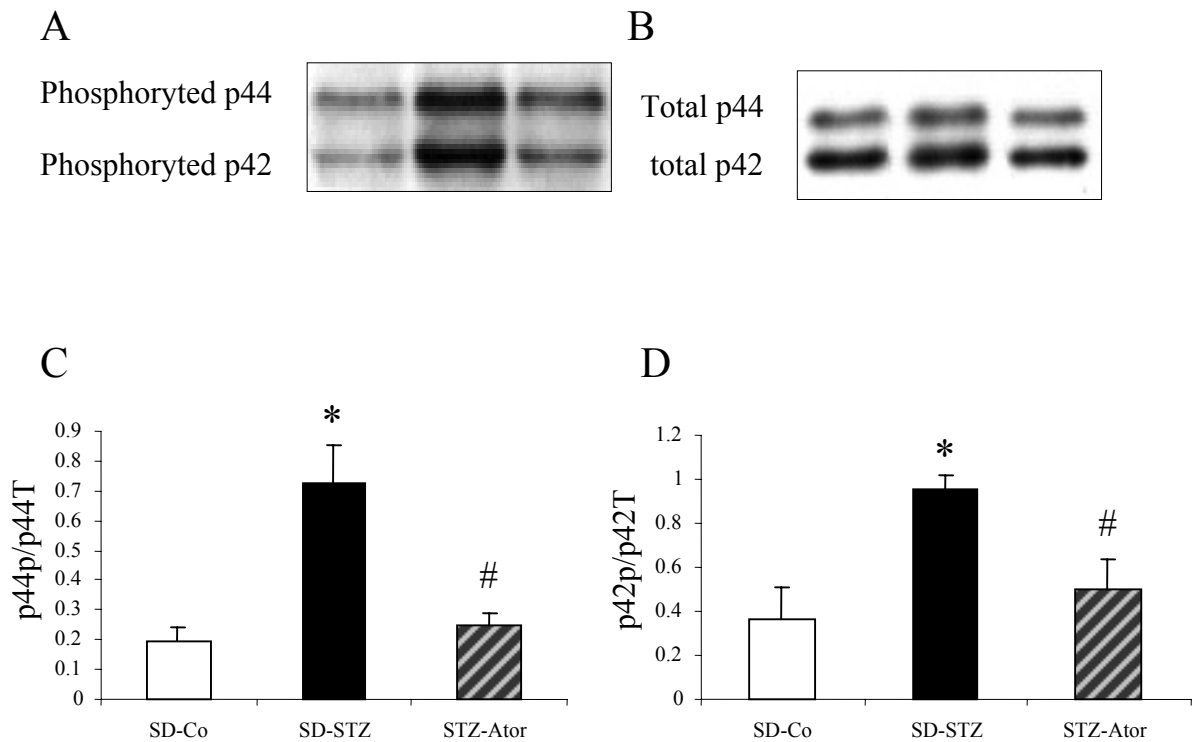 A
B
Phosphoryted p44
Phosphoryted p42
Total p44
total p42
C
D
p44p/p44T
0.9
0.8
0.7
0.6
0.5
0.4
0.3
0.2
0.1
0
*
#
SD-Co
SD-STZ
STZ-Ator
p42p/p42T
1.2
1
0.8
0.6
0.4
0.2
0
*
#
SD-Co
SD-STZ
STZ-Ator